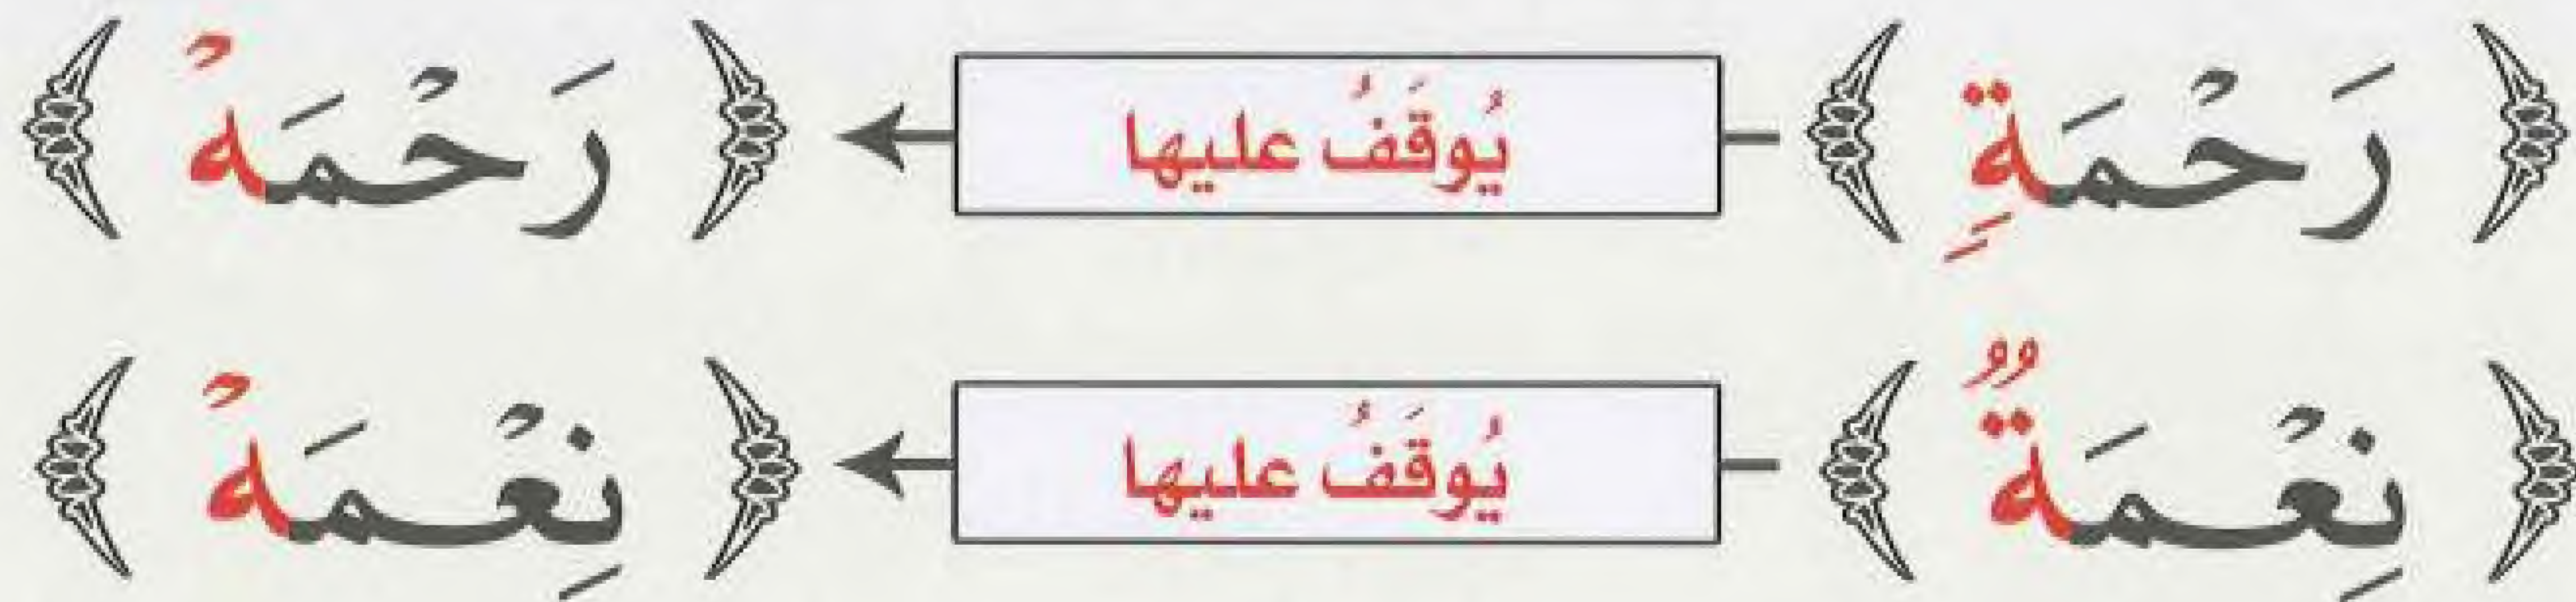 ﴿ رَحْمَةٍ ﴾ يُوقَفُ عليها ﴿ رَحْمَهْ ﴾
﴿ نِعْمَةٌ ﴾ يُوقَفُ عليها ﴿ نِعْمَهْ ﴾